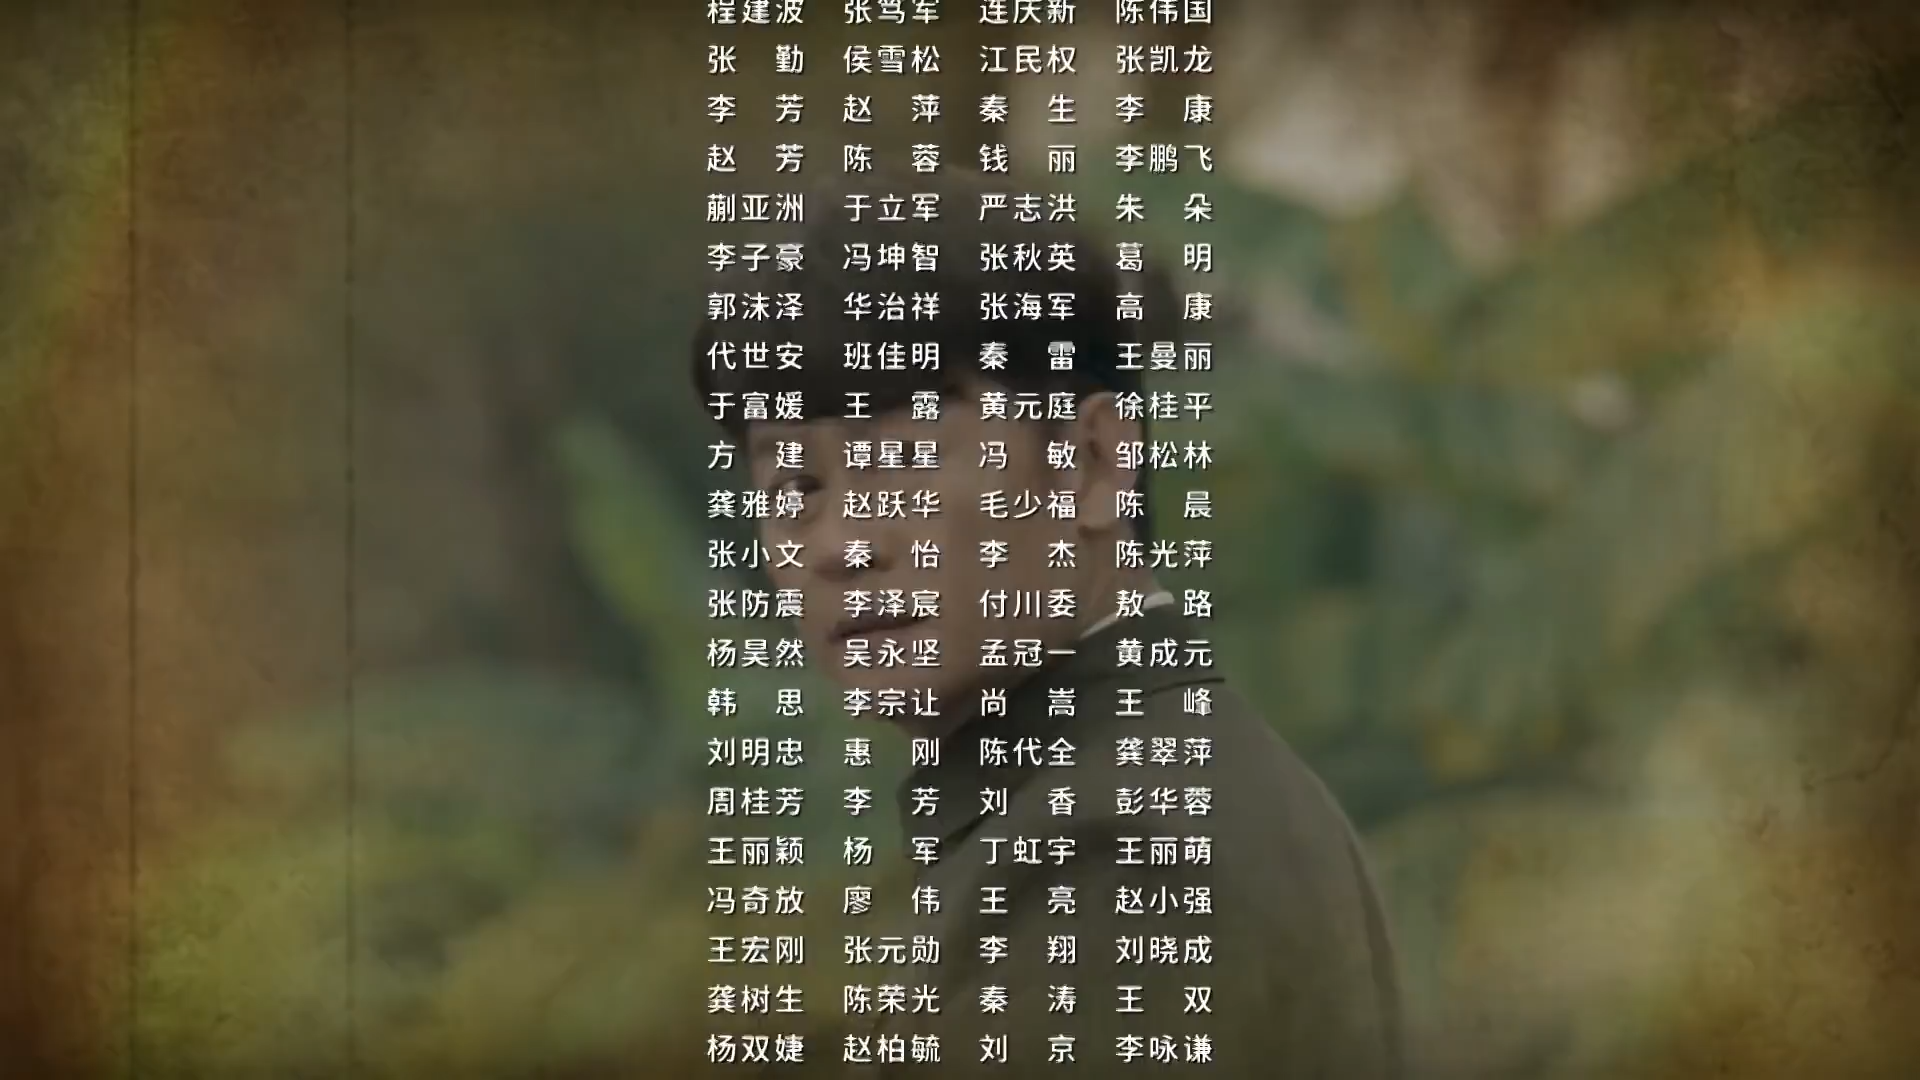 程建波 张笃军 连庆新 陈伟国
张 勤 侯雪松 江民权 张凯龙
李 芳 赵 萍 秦 生 李 康
赵 芳 陈 蓉 钱 丽 李鹏飞
蒯亚洲 于立军 严志洪 朱 朵
李子豪 冯坤智 张秋英 葛 明
郭沫泽 华治祥 张海军 高 康
代世安 班佳明 秦 雷 王曼丽
于富媛 王 露 黄元庭 徐桂平
方 建 谭星星 冯 敏 邹松林
龚雅婷 赵跃华 毛少福 陈 晨
张小文 秦 怡 李 杰 陈光萍
张防震 李泽宸 付川委 敖 路
杨昊然 吴永坚 孟冠一 黄成元
韩 思 李宗让 尚 嵩 王 峰
刘明忠 惠 刚 陈代全 龚翠萍
周桂芳 李 芳 刘 香 彭华蓉
王丽颖 杨 军 丁虹宇 王丽萌
冯奇放 廖 伟 王 亮 赵小强
王宏刚 张元勋 李 翔 刘晓成
龚树生 陈荣光 秦 涛 王 双
杨双婕 赵柏毓 刘 京 李咏谦